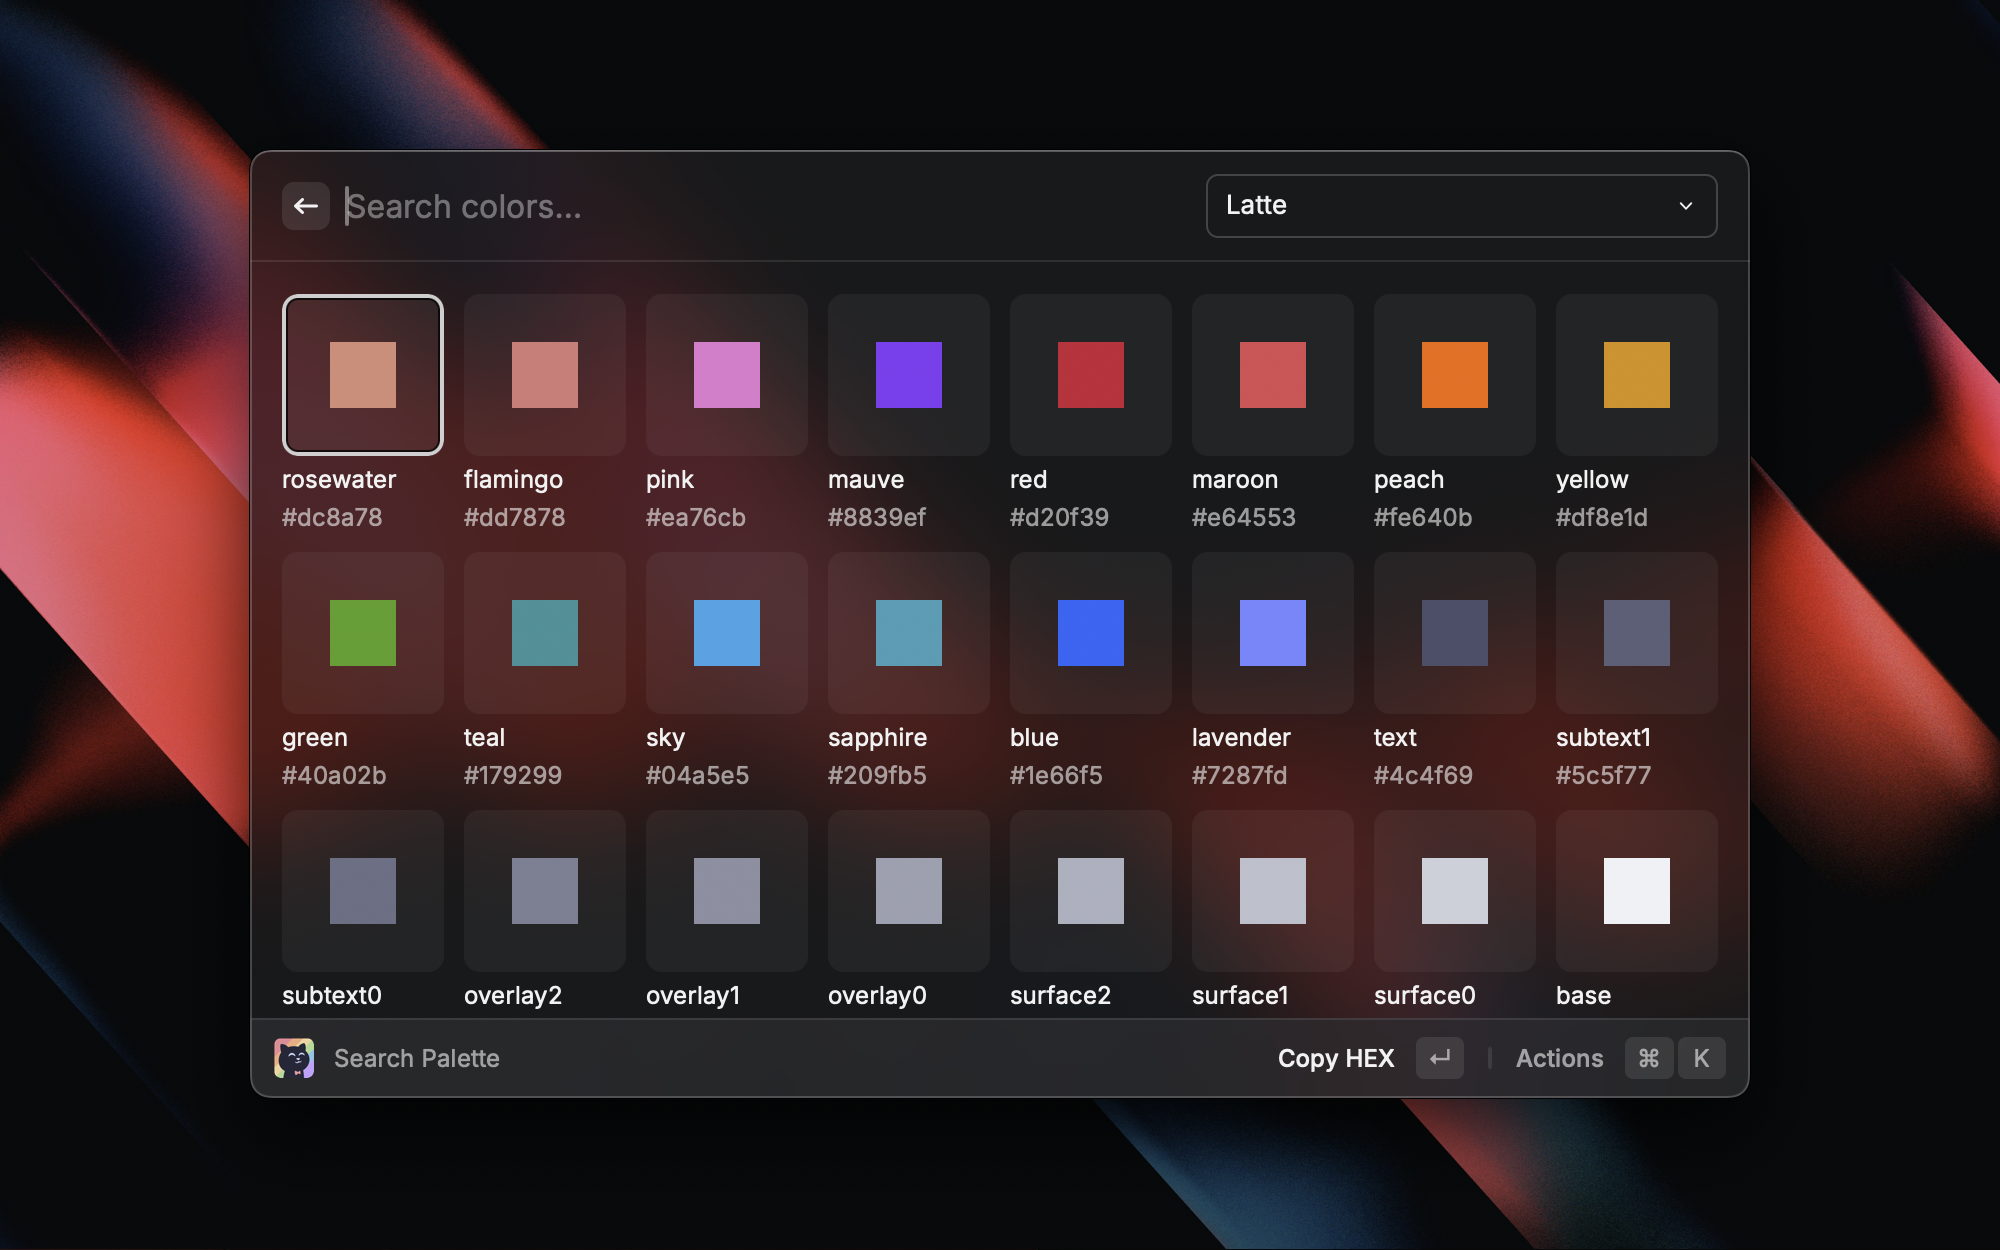 Search colors...
Latte
rosewater flamingo pink mauve red maroon peach yellow
#dc8a78 #dd7878 #ea76cb #8839ef #d20f39 #e64553 #fe640b #df8e1d
green teal sky sapphire blue lavender text subtext1
#40a02b #179299 #04a5e5 #209fb5 #1e66f5 #7287fd #4c4f69 #5c5f77
subtext0 overlay2 overlay1 overlay0 surface2 surface1 surface0 base
Search Palette Copy HEX ↵ Actions ⌘ K